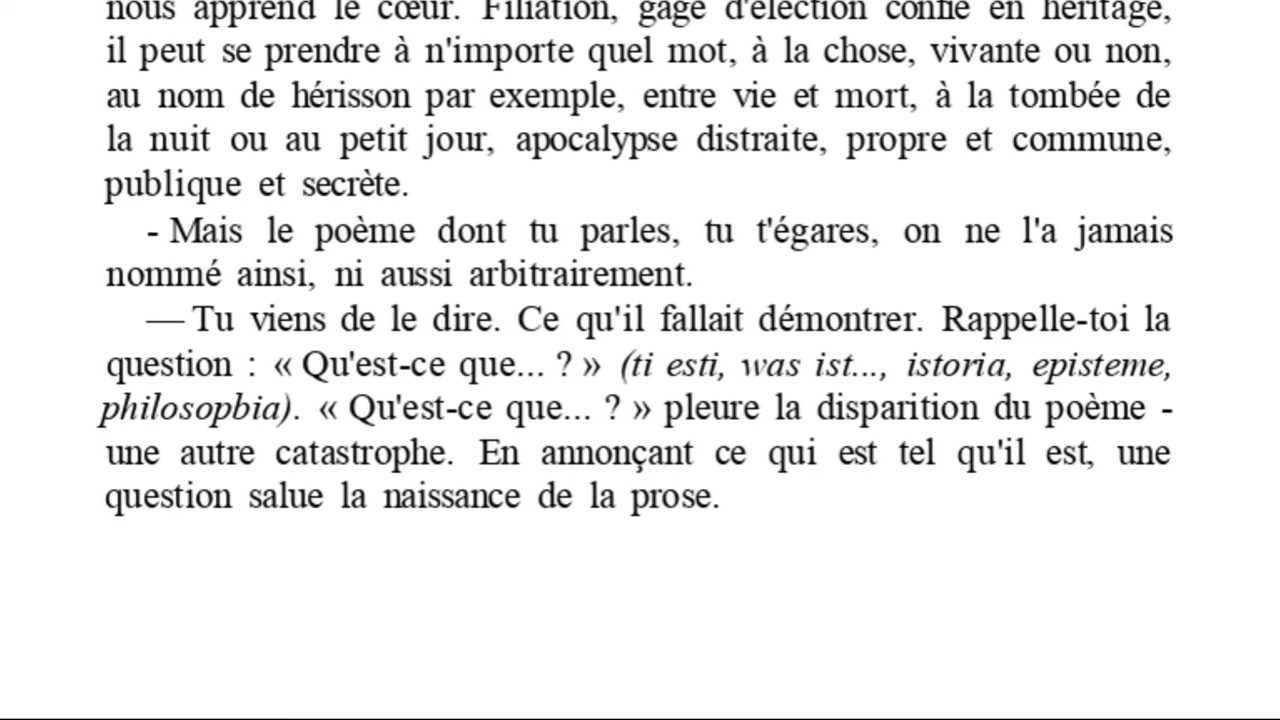 nous apprend le cœur. Filiation, gage d'élection confié en héritage,
il peut se prendre à n'importe quel mot, à la chose, vivante ou non,
au nom de hérisson par exemple, entre vie et mort, à la tombée de
la nuit ou au petit jour, apocalypse distraite, propre et commune,
publique et secrète.
- Mais le poème dont tu parles, tu t'égares, on ne l'a jamais
nommé ainsi, ni aussi arbitrairement.
— Tu viens de le dire. Ce qu'il fallait démontrer. Rappelle-toi la
question : « Qu'est-ce que... ? » (ti esti, was ist..., istoria, episteme,
philosopbia). « Qu'est-ce que... ? » pleure la disparition du poème -
une autre catastrophe. En annonçant ce qui est tel qu'il est, une
question salue la naissance de la prose.